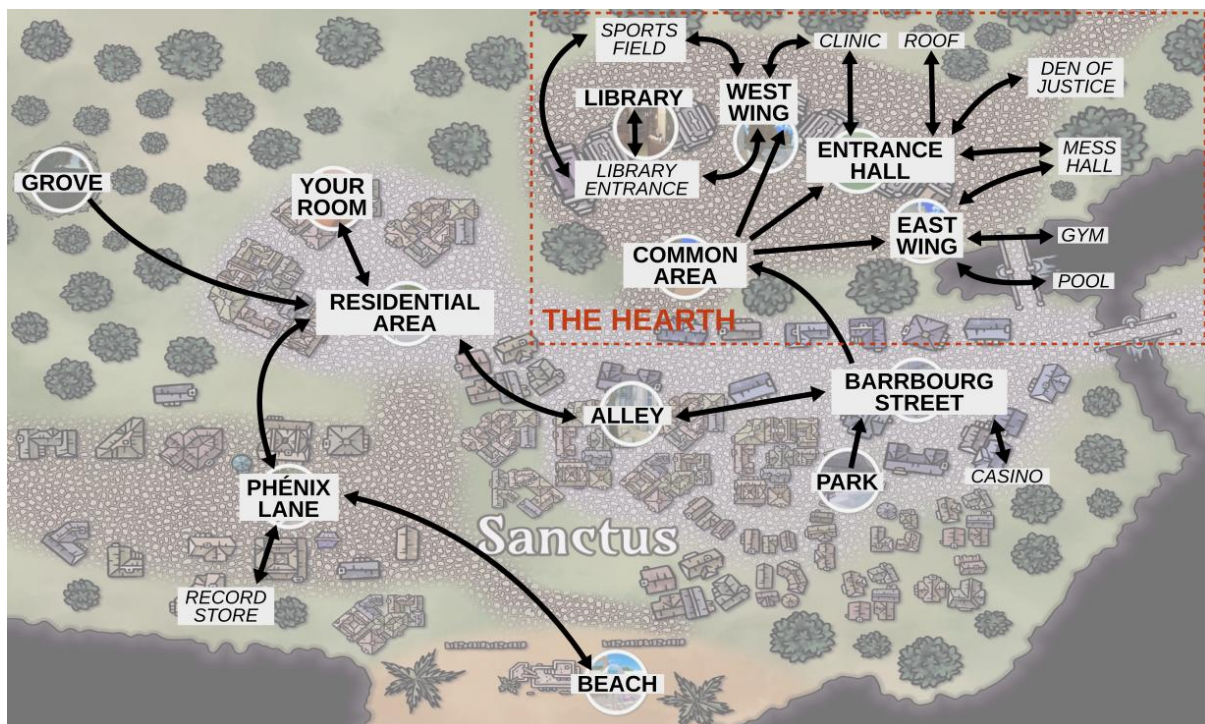 SPORTS
FIELD
CLINIC
ROOF
DEN OF
JUSTICE
LIBRARY
WEST
WING
ENTRANCE
HALL
MESS
HALL
LIBRARY
ENTRANCE
GROVE
YOUR
ROOM
EAST
WING
GYM
COMMON
AREA
POOL
RESIDENTIAL
AREA
THE HEARTH
BARRBOURG
STREET
ALLEY
PARK
CASINO
PHÉNIX
LANE
Sanctus
RECORD
STORE
BEACH